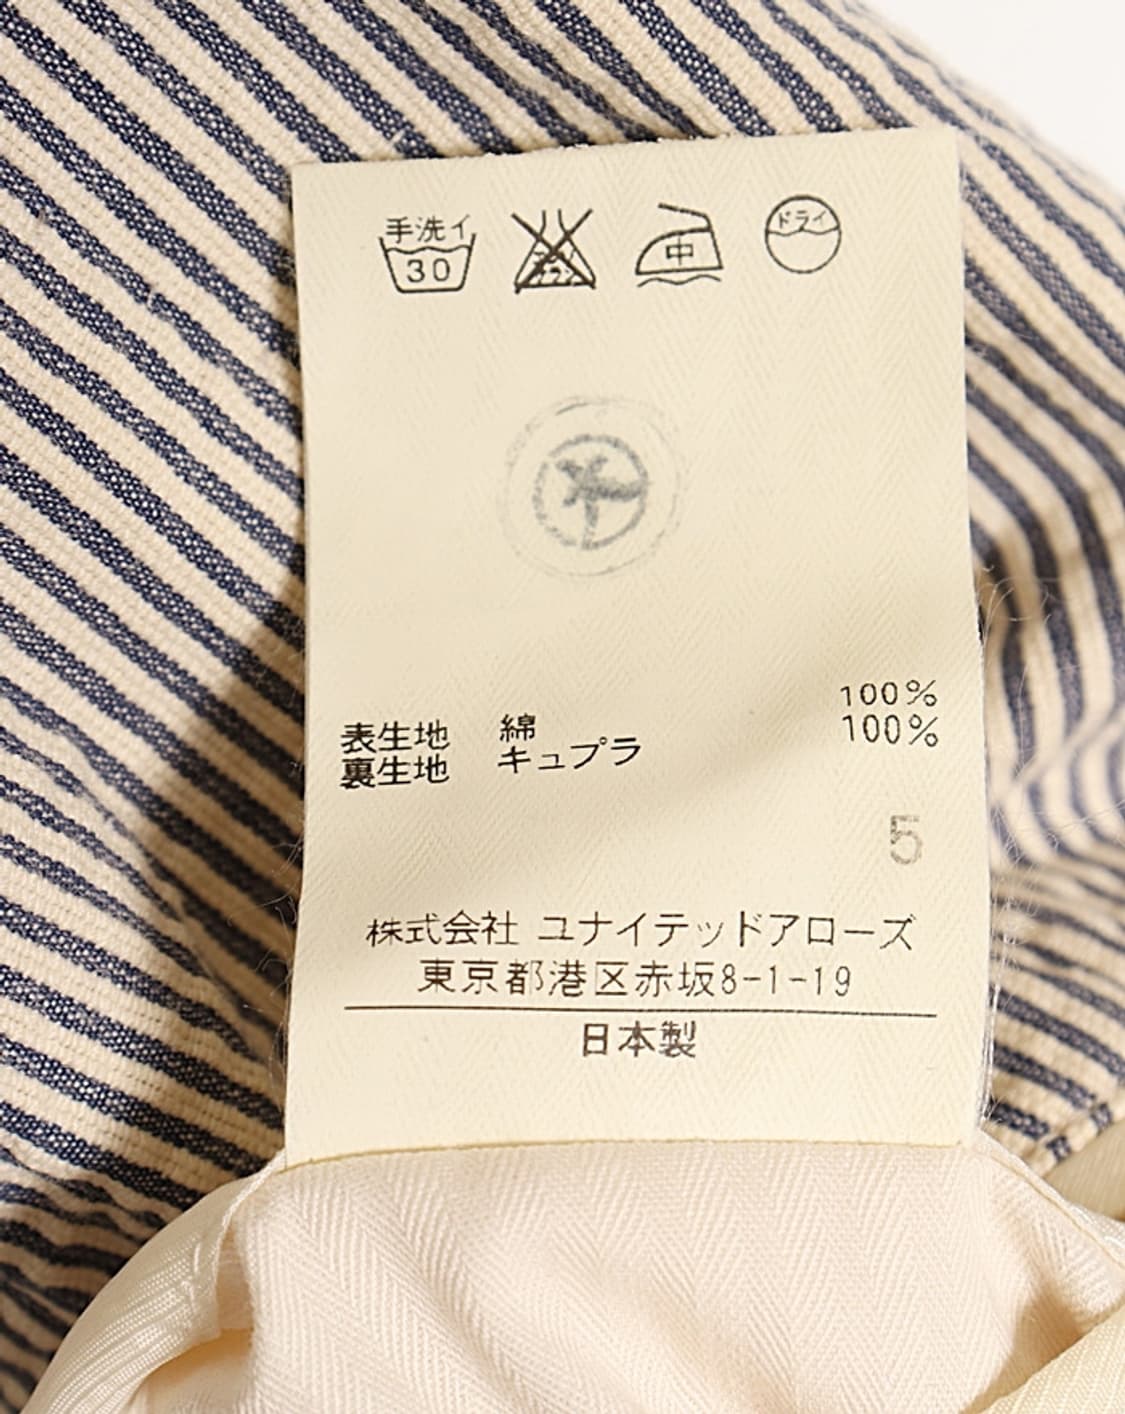 手洗イ
30
中
ドライ
表生地 綿 100%
裏生地 キュプラ 100%
5
株式会社 ユナイテッドアローズ
東京都港区赤坂8-1-19
日本製